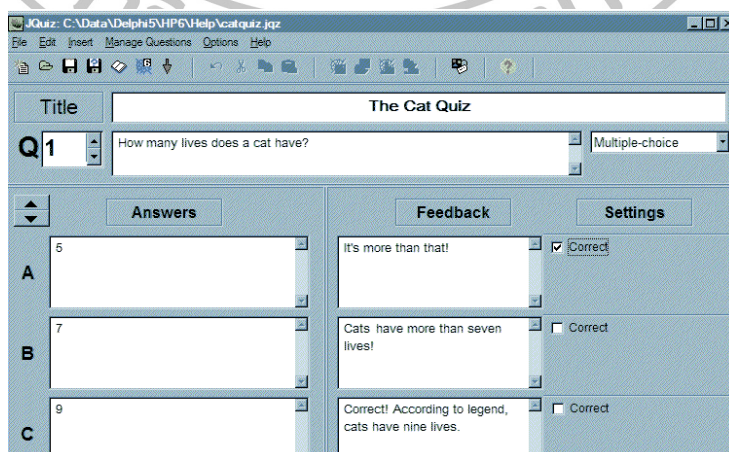 JQuiz: C:\Data\Delphi5\HP6\Help\catquiz.jqz
File Edit Insert Manage Questions Options Help
Title The Cat Quiz
Q 1 How many lives does a cat have? Multiple-choice
Answers Feedback Settings
A 5 It's more than that! Correct
B 7 Cats have more than seven Correct
lives!
C 9 Correct! According to legend, Correct
cats have nine lives.